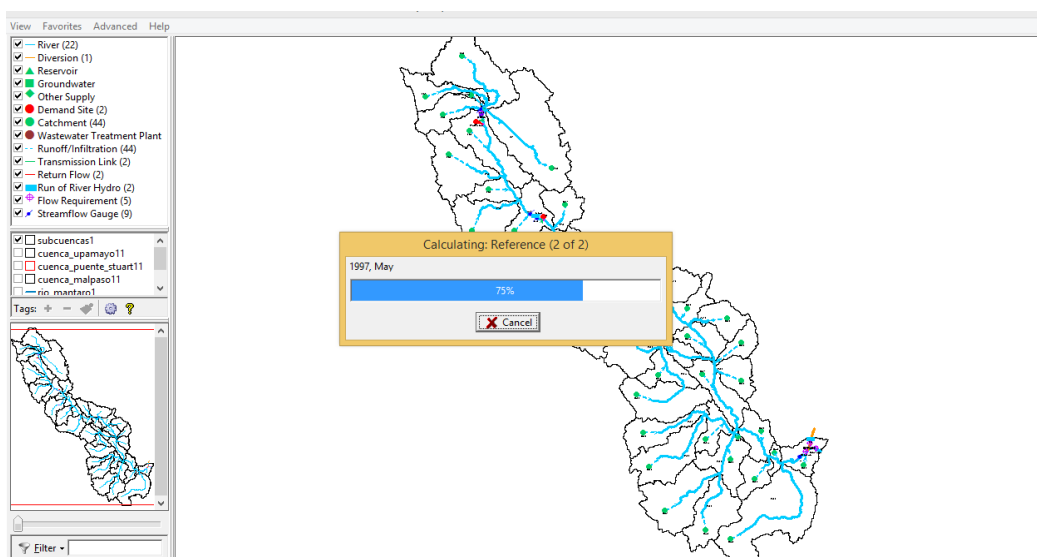 View Favorites Advanced Help
River (22)
Diversion (1)
Reservoir
Groundwater
Other Supply
Demand Site (2)
Catchment (44)
Wastewater Treatment Plant
Runoff/Infiltration (44)
Transmission Link (2)
Return Flow (2)
Run of River Hydro (2)
Flow Requirement (5)
Streamflow Gauge (9)
subcuencas1
cuenca_upamayo11
cuenca_puente_stuart11
cuenca_malpaso11
rio_mantaro1
Tags:
Filter
Calculating: Reference (2 of 2)
1997, May
75%
Cancel